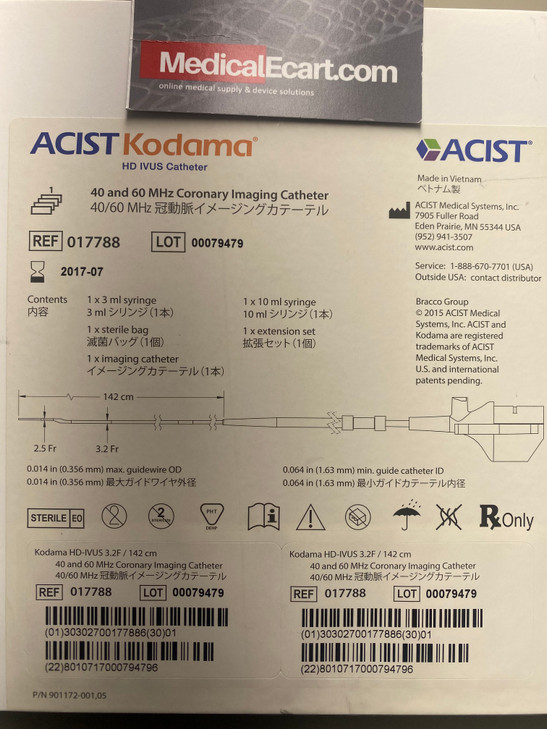 MedicalEcart.com
online medical supply & device solutions
ACIST Kodama®
HD IVUS Catheter
ACIST®
Made in Vietnam
ベトナム製
1
40 and 60 MHz Coronary Imaging Catheter
40/60 MHz 冠動脈イメージングカテーテル
ACIST Medical Systems, Inc.
7905 Fuller Road
Eden Prairie, MN 55344 USA
(952) 941-3507
www.acist.com
REF 017788
LOT 00079479
2017-07
Service: 1-888-670-7701 (USA)
Outside USA: contact distributor
Contents
内容
1 x 3 ml syringe
3 ml シリンジ(1本)
1 x sterile bag
滅菌バッグ(1個)
1 x imaging catheter
イメージングカテーテル(1本)
1 x 10 ml syringe
10 ml シリンジ(1本)
1 x extension set
拡張セット(1個)
Bracco Group
© 2015 ACIST Medical
Systems, Inc. ACIST and
Kodama are registered
trademarks of ACIST
Medical Systems, Inc.
U.S. and international
patents pending.
142 cm
2.5 Fr
3.2 Fr
0.014 in (0.356 mm) max. guidewire OD
0.014 in (0.356 mm) 最大ガイドワイヤ外径
0.064 in (1.63 mm) min. guide catheter ID
0.064 in (1.63 mm) 最小ガイドカテーテル内径
STERILE EO
2
PHT
DEHP
i
Rx Only
Kodama HD-IVUS 3.2F / 142 cm
40 and 60 MHz Coronary Imaging Catheter
40/60 MHz 冠動脈イメージングカテーテル
REF 017788
LOT 00079479
(01)30302700177886(30)01
(22)8010717000794796
Kodama HD-IVUS 3.2F / 142 cm
40 and 60 MHz Coronary Imaging Catheter
40/60 MHz 冠動脈イメージングカテーテル
REF 017788
LOT 00079479
(01)30302700177886(30)01
(22)8010717000794796
P/N 901172-001,05